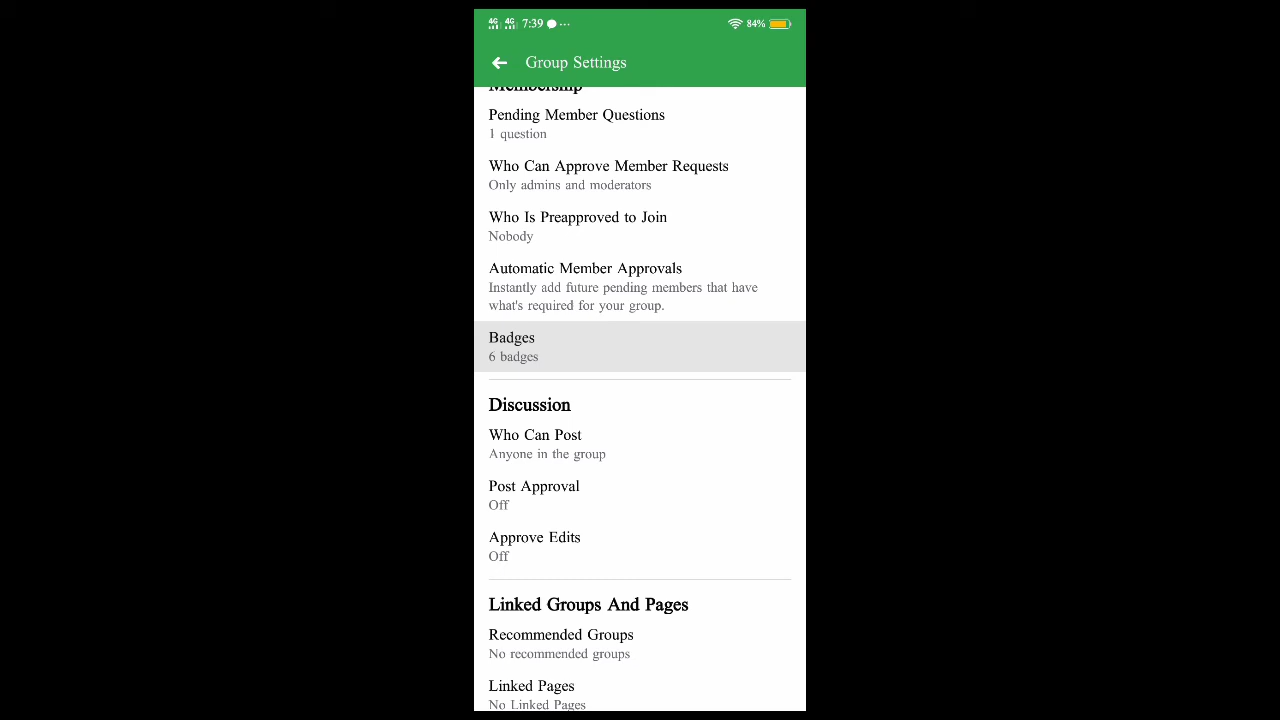 4G 4G 7:39 ... 84%
Group Settings
Membership
Pending Member Questions
1 question
Who Can Approve Member Requests
Only admins and moderators
Who Is Preapproved to Join
Nobody
Automatic Member Approvals
Instantly add future pending members that have
what's required for your group.
Badges
6 badges
Discussion
Who Can Post
Anyone in the group
Post Approval
Off
Approve Edits
Off
Linked Groups And Pages
Recommended Groups
No recommended groups
Linked Pages
No Linked Pages